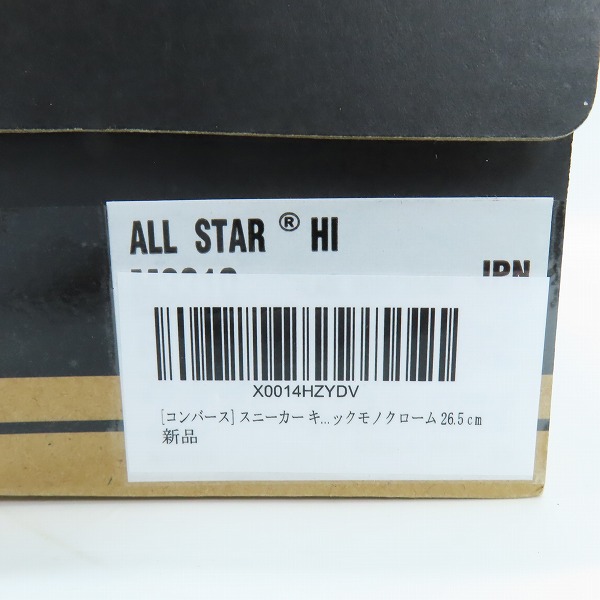 ALL STAR ® HI
JPN
X0014HZYDV
[コンバース] スニーカー キ...ックモノクローム 26.5cm
新品